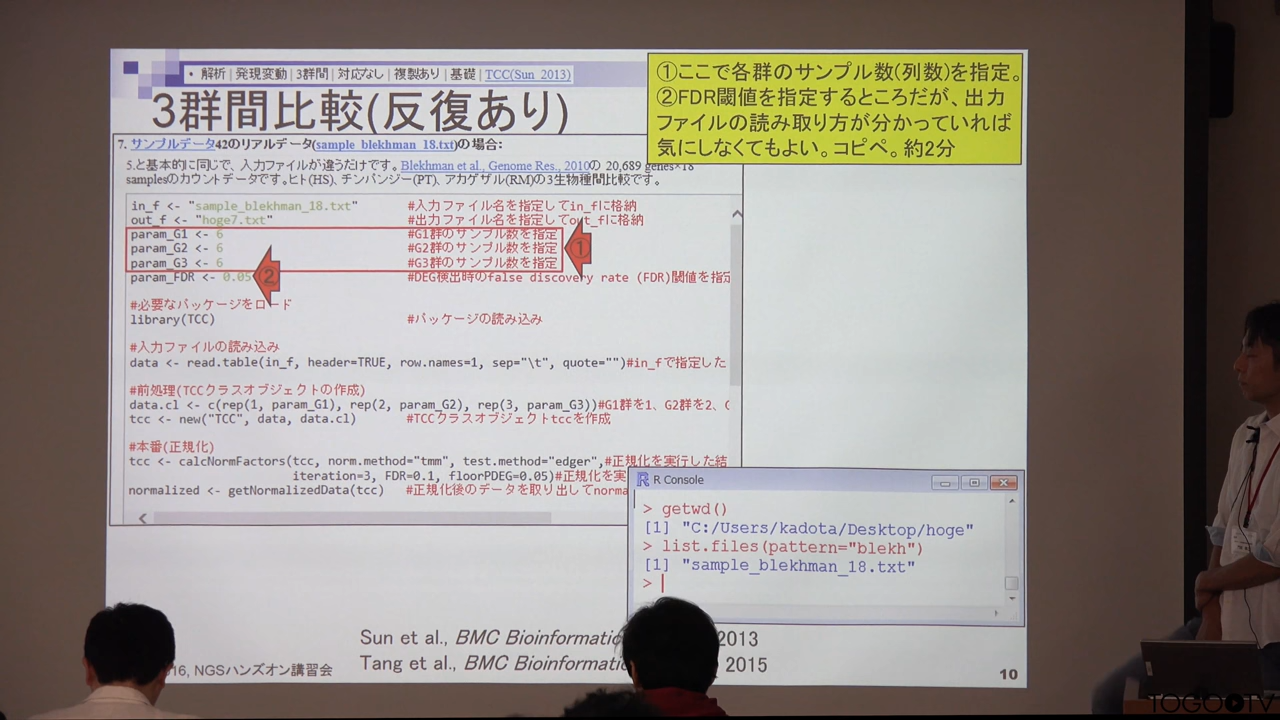 • 解析 | 発現変動 | 3群間 | 対応なし | 複製あり | 基礎 | TCC(Sun_2013)
3群間比較(反復あり)
①ここで各群のサンプル数(列数)を指定。
②FDR閾値を指定するところだが、出力
ファイルの読み取り方が分かっていれば
気にしなくてもよい。コピペ。約2分
7. サンプルデータ42のリアルデータ(sample_blekhman_18.txt)の場合:
5.と基本的に同じで、入力ファイルが違うだけです。Blekhman et al., Genome Res., 2010の 20,689 genes×18
samplesのカウントデータです。ヒト(HS), チンパンジー(PT), アカゲザル(RM)の3生物種間比較です。
in_f <- "sample_blekhman_18.txt" #入力ファイル名を指定してin_fに格納
out_f <- "hoge7.txt" #出力ファイル名を指定してout_fに格納
param_G1 <- 6 #G1群のサンプル数を指定
①
param_G2 <- 6 #G2群のサンプル数を指定
param_G3 <- 6 #G3群のサンプル数を指定
param_FDR <- 0.05 #DEG検出時のfalse discovery rate (FDR)閾値を指定
②
#必要なパッケージをロード
library(TCC) #パッケージの読み込み
#入力ファイルの読み込み
data <- read.table(in_f, header=TRUE, row.names=1, sep="\t", quote="")#in_fで指定した
#前処理(TCCクラスオブジェクトの作成)
data.cl <- c(rep(1, param_G1), rep(2, param_G2), rep(3, param_G3))#G1群を1、G2群を2、
tcc <- new("TCC", data, data.cl) #TCCクラスオブジェクトtccを作成
#本番(正規化)
tcc <- calcNormFactors(tcc, norm.method="tmm", test.method="edger",#正規化を実行した結
iteration=3, FDR=0.1, floorPDEG=0.05)#正規化を実
normalized <- getNormalizedData(tcc) #正規化後のデータを取り出してnorma
R Console
> getwd()
[1] "C:/Users/kadota/Desktop/hoge"
> list.files(pattern="blekh")
[1] "sample_blekhman_18.txt"
> |
Sun et al., BMC Bioinformatic 2013
Tang et al., BMC Bioinformatic 2015
16, NGSハンズオン講習会
10
TOGO TV